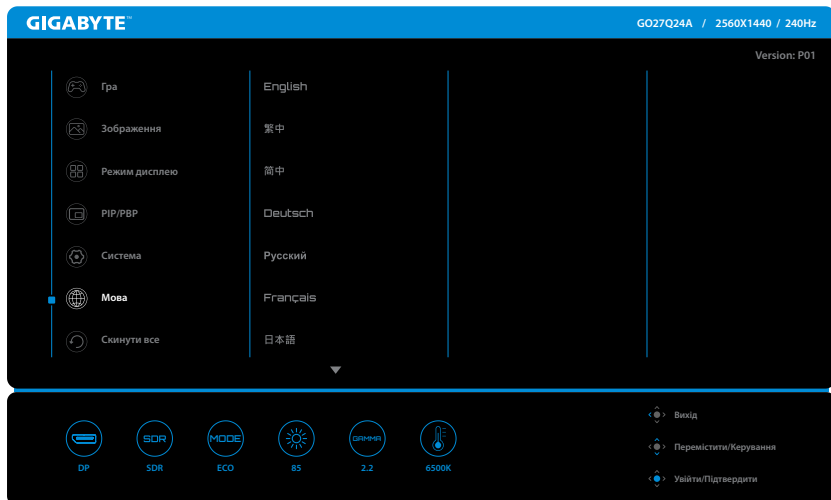 GIGABYTE™
GO27Q24A / 2560X1440 / 240Hz
Version: P01
Гра
English
Зображення
繁中
Режим дисплею
简中
PIP/PBP
Deutsch
Система
Русский
Мова
Français
Скинути все
日本語
Вихід
Перемістити/Керування
Увійти/Підтвердити
SDR
MODE
GAMMA
DP
SDR
ECO
85
2.2
6500K